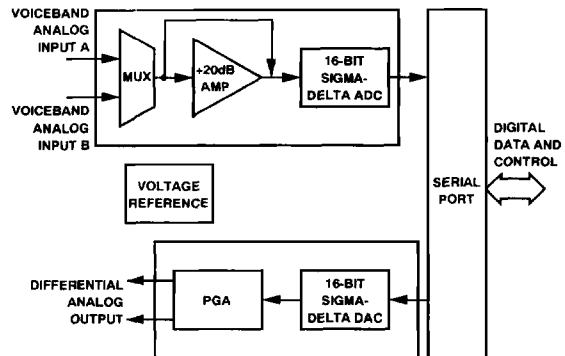 VOICEBAND
ANALOG
INPUT A
MUX
+20dB
AMP
16-BIT
SIGMA-
DELTA ADC
VOICEBAND
ANALOG
INPUT B
DIGITAL
DATA AND
CONTROL
SERIAL
PORT
VOLTAGE
REFERENCE
DIFFERENTIAL
ANALOG
OUTPUT
PGA
16-BIT
SIGMA-
DELTA DAC